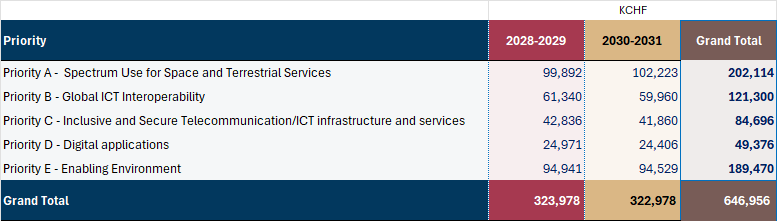 KCHF
Priority 2028-2029 2030-2031 Grand Total
Priority A - Spectrum Use for Space and Terrestrial Services 99,892 102,223 202,114
Priority B - Global ICT Interoperability 61,340 59,960 121,300
Priority C - Inclusive and Secure Telecommunication/ICT infrastructure and services 42,836 41,860 84,696
Priority D - Digital applications 24,971 24,406 49,376
Priority E - Enabling Environment 94,941 94,529 189,470
Grand Total 323,978 322,978 646,956